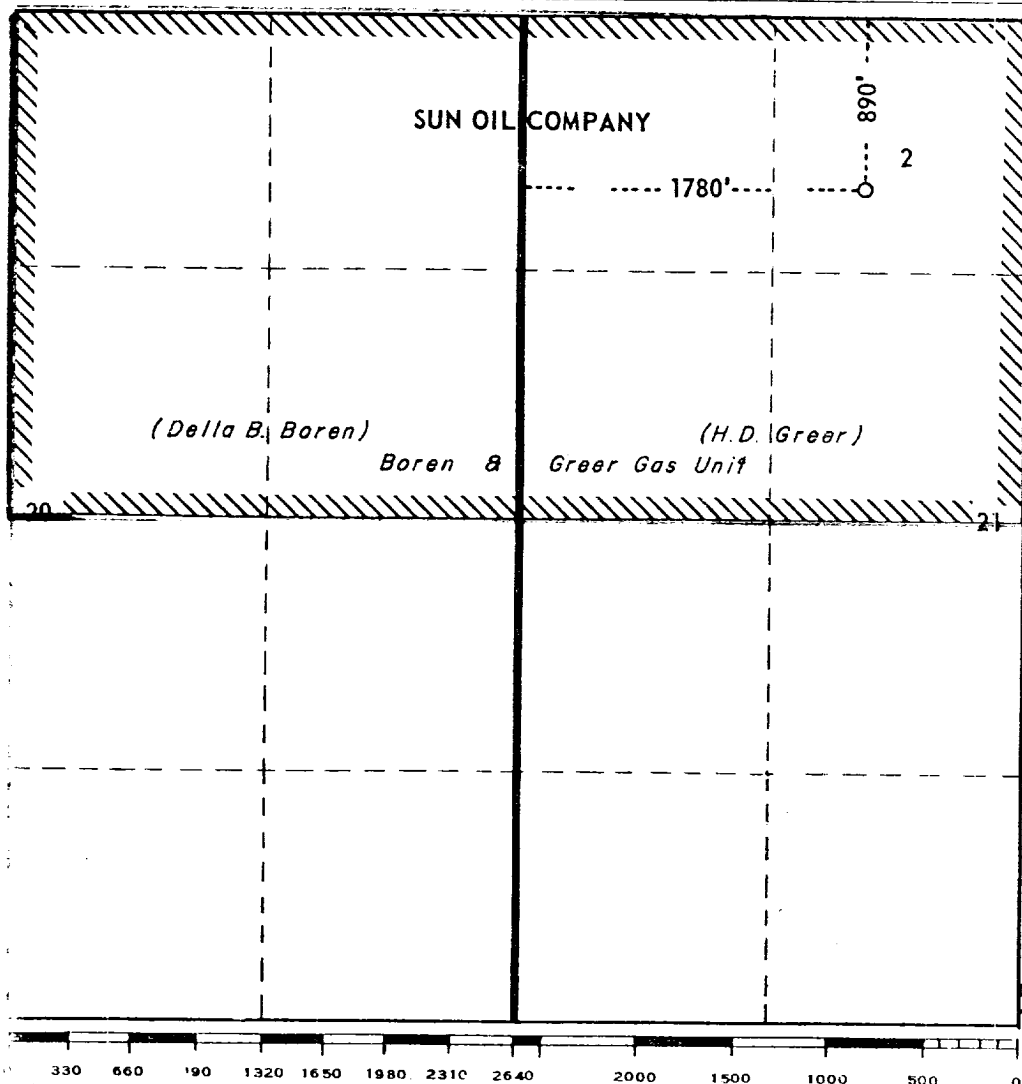 SUN OIL COMPANY
890'
2
1780'
(Della B. Boren)
(H.D. Greer)
Boren & Greer Gas Unit
20
21
330 660 190 1320 1650 1980. 2310 2640 2000 1500 1000 500 0